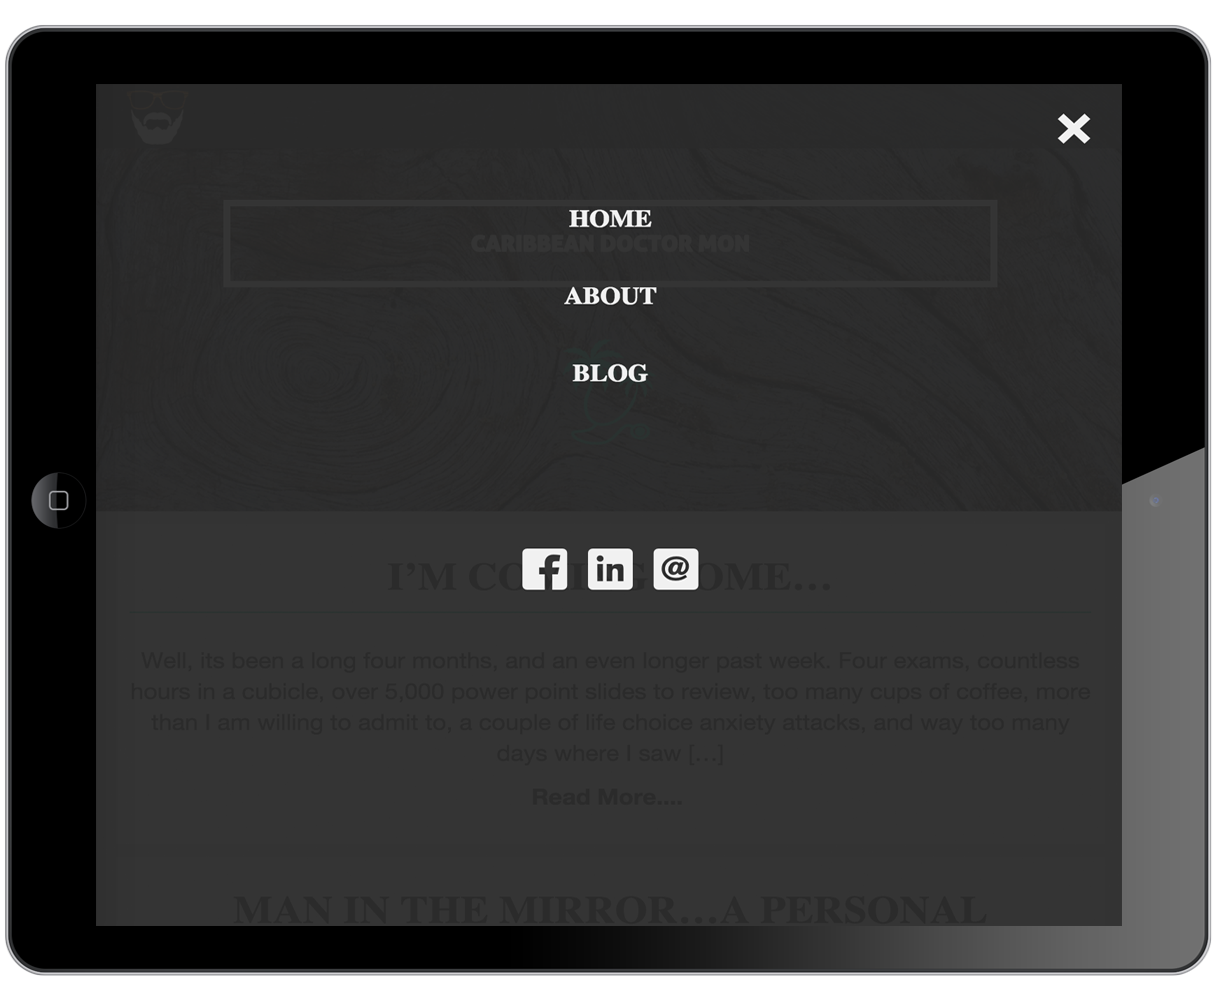 HOME
CARIBBEAN DOCTOR MON
ABOUT
BLOG
f in @
I'M CO OME...
Well, its been a long four months, and an even longer past week. Four exams, countless
hours in a cubicle, over 5,000 power point slides to review, too many cups of coffee, more
than I am willing to admit to, a couple of life choice anxiety attacks, and way too many
days where I saw [...]
Read More....
MAN IN THE MIRROR...A PERSONAL